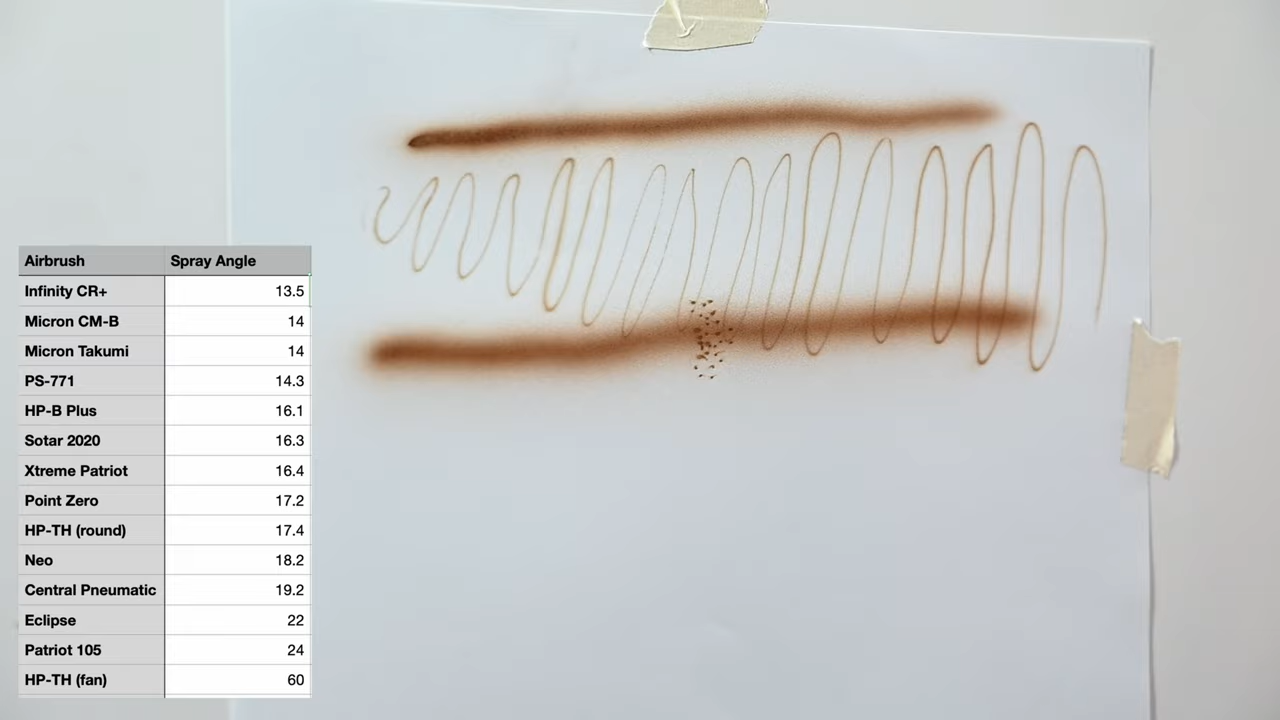 Airbrush Spray Angle
Infinity CR+ 13.5
Micron CM-B 14
Micron Takumi 14
PS-771 14.3
HP-B Plus 16.1
Sotar 2020 16.3
Xtreme Patriot 16.4
Point Zero 17.2
HP-TH (round) 17.4
Neo 18.2
Central Pneumatic 19.2
Eclipse 22
Patriot 105 24
HP-TH (fan) 60